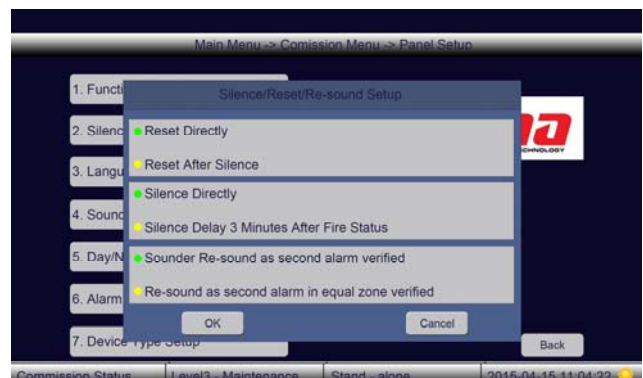 Main Menu -> Comission Menu -> Panel Setup
1. Functi
Silence/Reset/Re-sound Setup
2. Silenc
Reset Directly
Reset After Silence
3. Langu
Silence Directly
4. Sound
Silence Delay 3 Minutes After Fire Status
5. Day/N
Sounder Re-sound as second alarm verified
6. Alarm
Re-sound as second alarm in equal zone verified
OK
Cancel
7. Device Type Setup
Back
Commission Status
Level3 - Maintenance
Stand - alone
2015-04-15 11:04:22